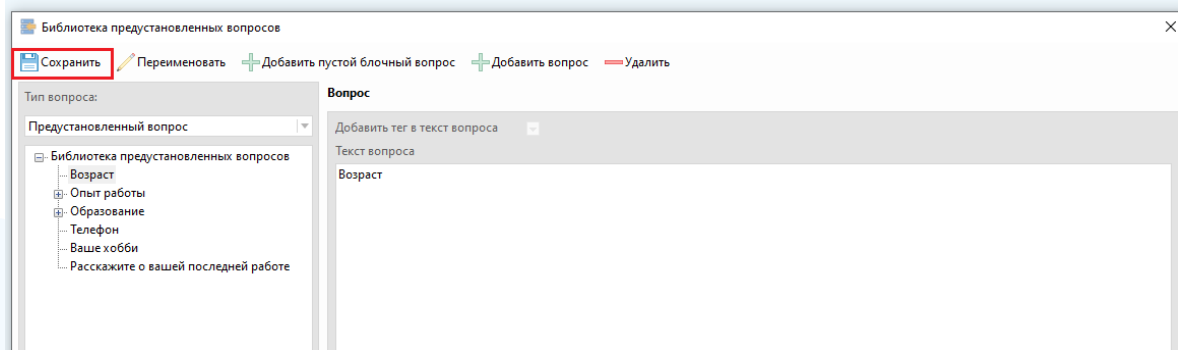 Библиотека предустановленных вопросов
Сохранить Переименовать Добавить пустой блочный вопрос Добавить вопрос Удалить
Тип вопроса:
Предустановленный вопрос
Библиотека предустановленных вопросов
Возраст
Опыт работы
Образование
Телефон
Ваше хобби
Расскажите о вашей последней работе
Вопрос
Добавить тег в текст вопроса
Текст вопроса
Возраст